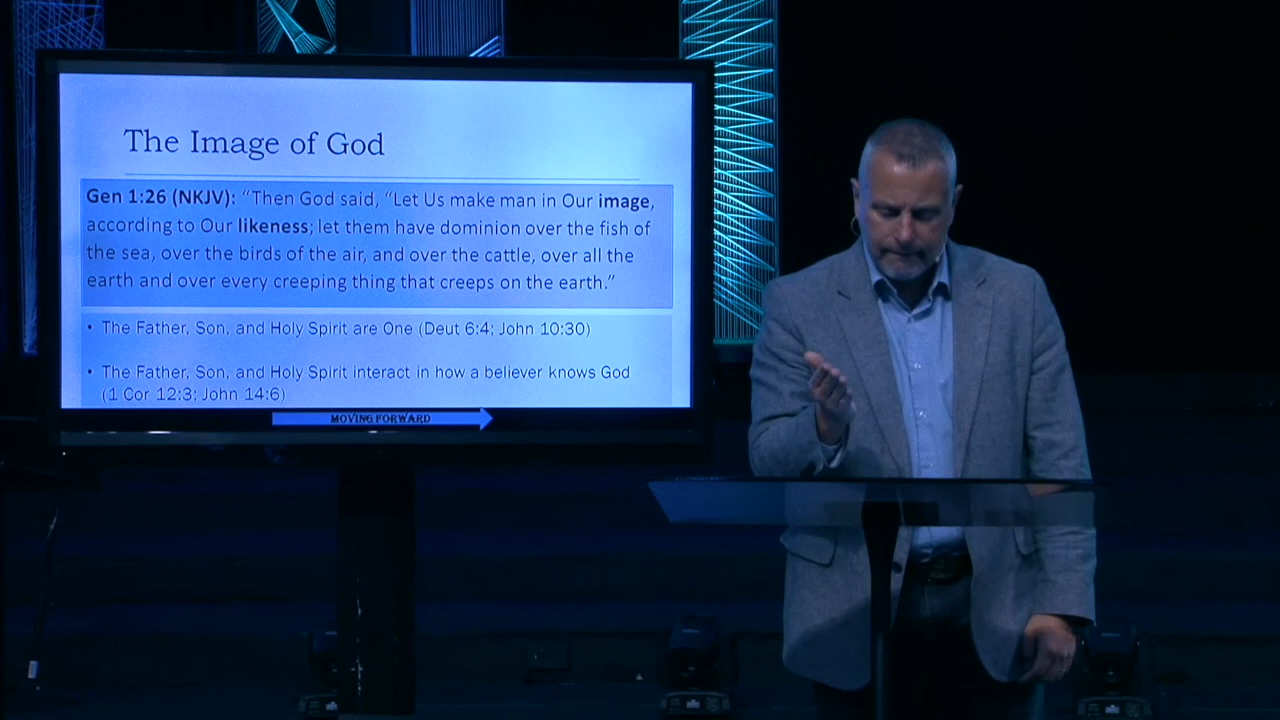 The Image of God
Gen 1:26 (NKJV): “Then God said, “Let Us make man in Our image,
according to Our likeness; let them have dominion over the fish of
the sea, over the birds of the air, and over the cattle, over all the
earth and over every creeping thing that creeps on the earth.”
• The Father, Son, and Holy Spirit are One (Deut 6:4; John 10:30)
• The Father, Son, and Holy Spirit interact in how a believer knows God
(1 Cor 12:3; John 14:6)
MOVING FORWARD